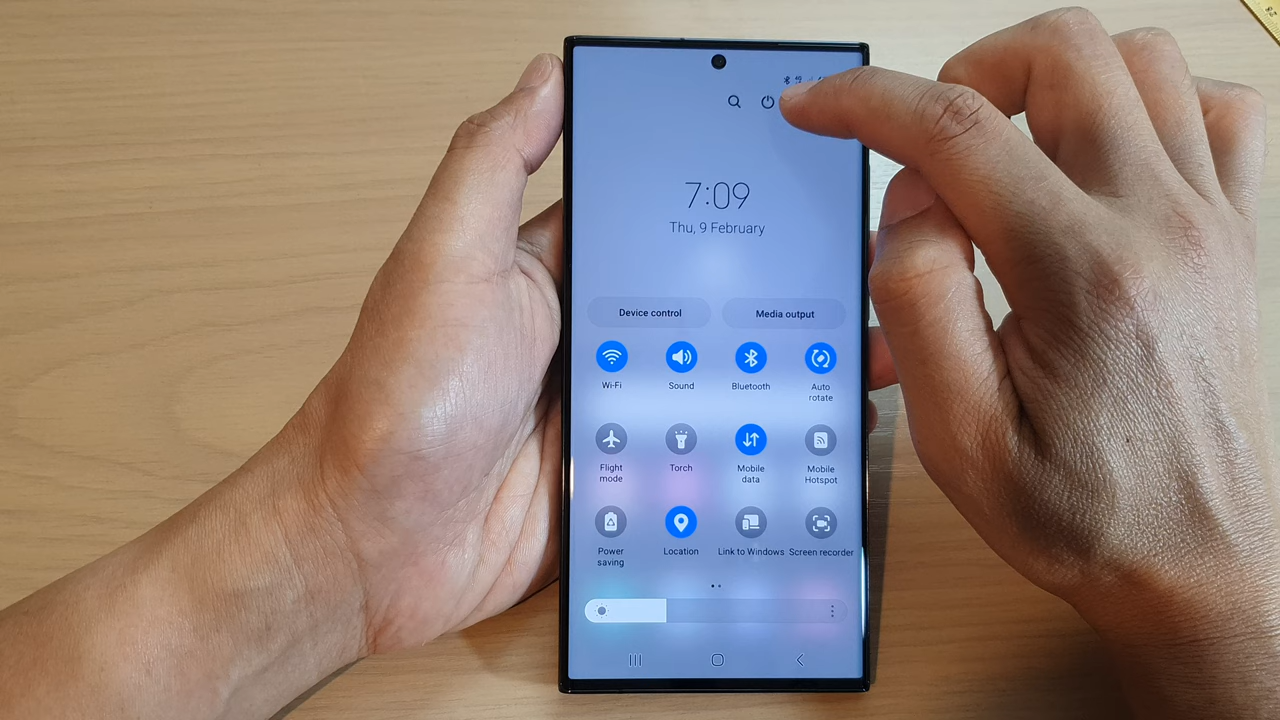 7:09
Thu, 9 February
Device control
Media output
Wi-Fi
Sound
Bluetooth
Auto
rotate
Flight
mode
Torch
Mobile
data
Mobile
Hotspot
Power
saving
Location
Link to Windows
Screen recorder